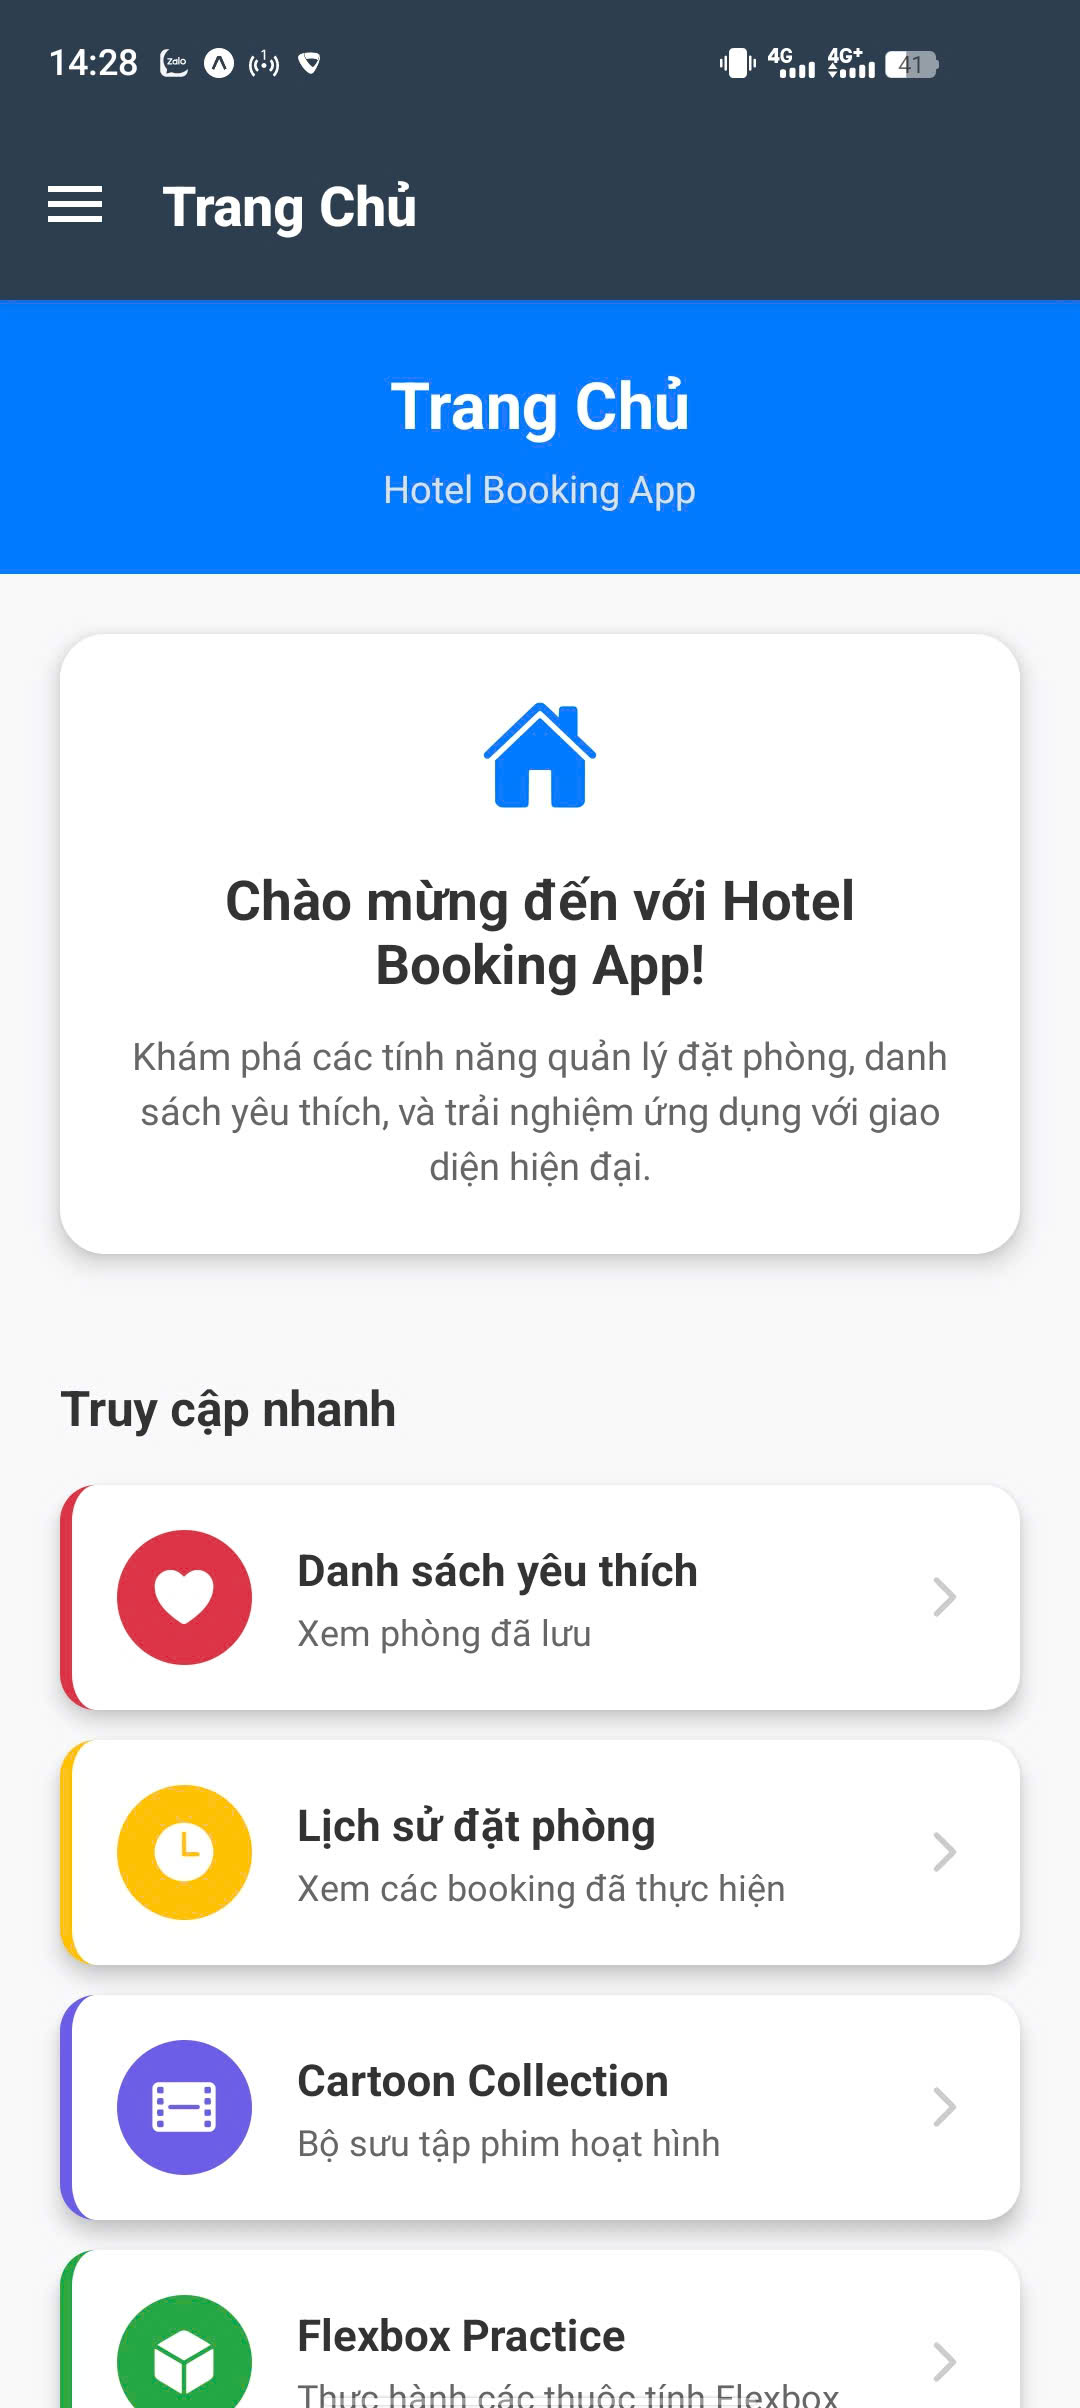 14:28
Zalo
1
4G
4G+
41
Trang Chủ
Trang Chủ
Hotel Booking App
Chào mừng đến với Hotel
Booking App!
Khám phá các tính năng quản lý đặt phòng, danh
sách yêu thích, và trải nghiệm ứng dụng với giao
diện hiện đại.
Truy cập nhanh
Danh sách yêu thích
Xem phòng đã lưu
Lịch sử đặt phòng
Xem các booking đã thực hiện
Cartoon Collection
Bộ sưu tập phim hoạt hình
Flexbox Practice
Thực hành các thuộc tính Flexbox